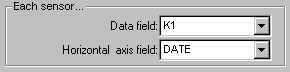 Each sensor...
Data field: K1
Horizontal axis field: DATE